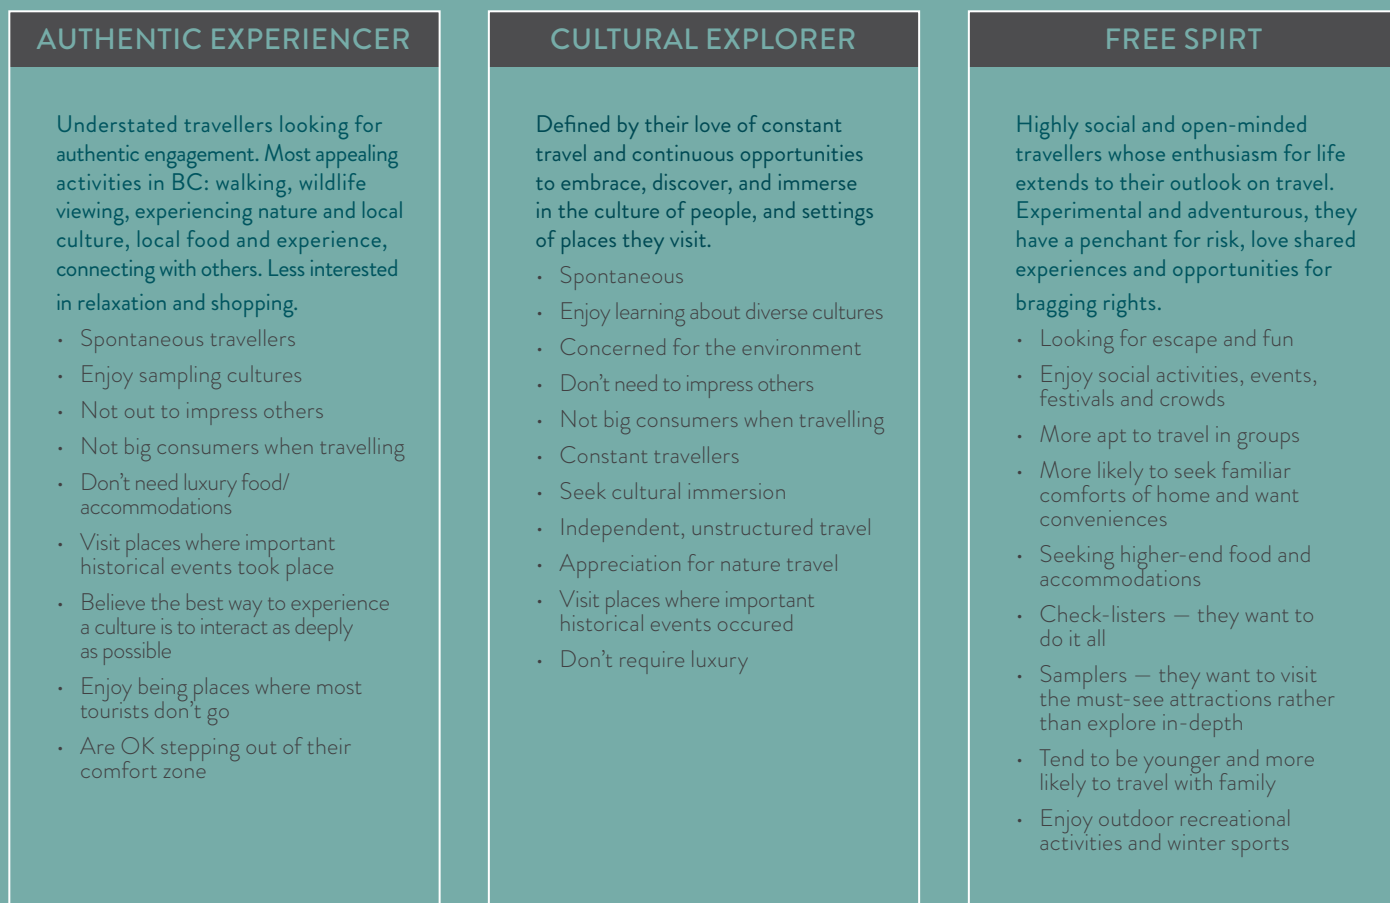 AUTHENTIC EXPERIENCER
Understated travellers looking for
authentic engagement. Most appealing
activities in BC: walking, wildlife
viewing, experiencing nature and local
culture, local food and experience,
connecting with others. Less interested
in relaxation and shopping.
• Spontaneous travellers
• Enjoy sampling cultures
• Not out to impress others
• Not big consumers when travelling
• Don't need luxury food/
accommodations
• Visit places where important
historical events took place
• Believe the best way to experience
a culture is to interact as deeply
as possible
• Enjoy being places where most
tourists don't go
• Are OK stepping out of their
comfort zone
CULTURAL EXPLORER
Defined by their love of constant
travel and continuous opportunities
to embrace, discover, and immerse
in the culture of people, and settings
of places they visit.
• Spontaneous
• Enjoy learning about diverse cultures
• Concerned for the environment
• Don't need to impress others
• Not big consumers when travelling
• Constant travellers
• Seek cultural immersion
• Independent, unstructured travel
• Appreciation for nature travel
• Visit places where important
historical events occured
• Don't require luxury
FREE SPIRT
Highly social and open-minded
travellers whose enthusiasm for life
extends to their outlook on travel.
Experimental and adventurous, they
have a penchant for risk, love shared
experiences and opportunities for
bragging rights.
• Looking for escape and fun
• Enjoy social activities, events,
festivals and crowds
• More apt to travel in groups
• More likely to seek familiar
comforts of home and want
conveniences
• Seeking higher-end food and
accommodations
• Check-listers — they want to
do it all
• Samplers — they want to visit
the must-see attractions rather
than explore in-depth
• Tend to be younger and more
likely to travel with family
• Enjoy outdoor recreational
activities and winter sports